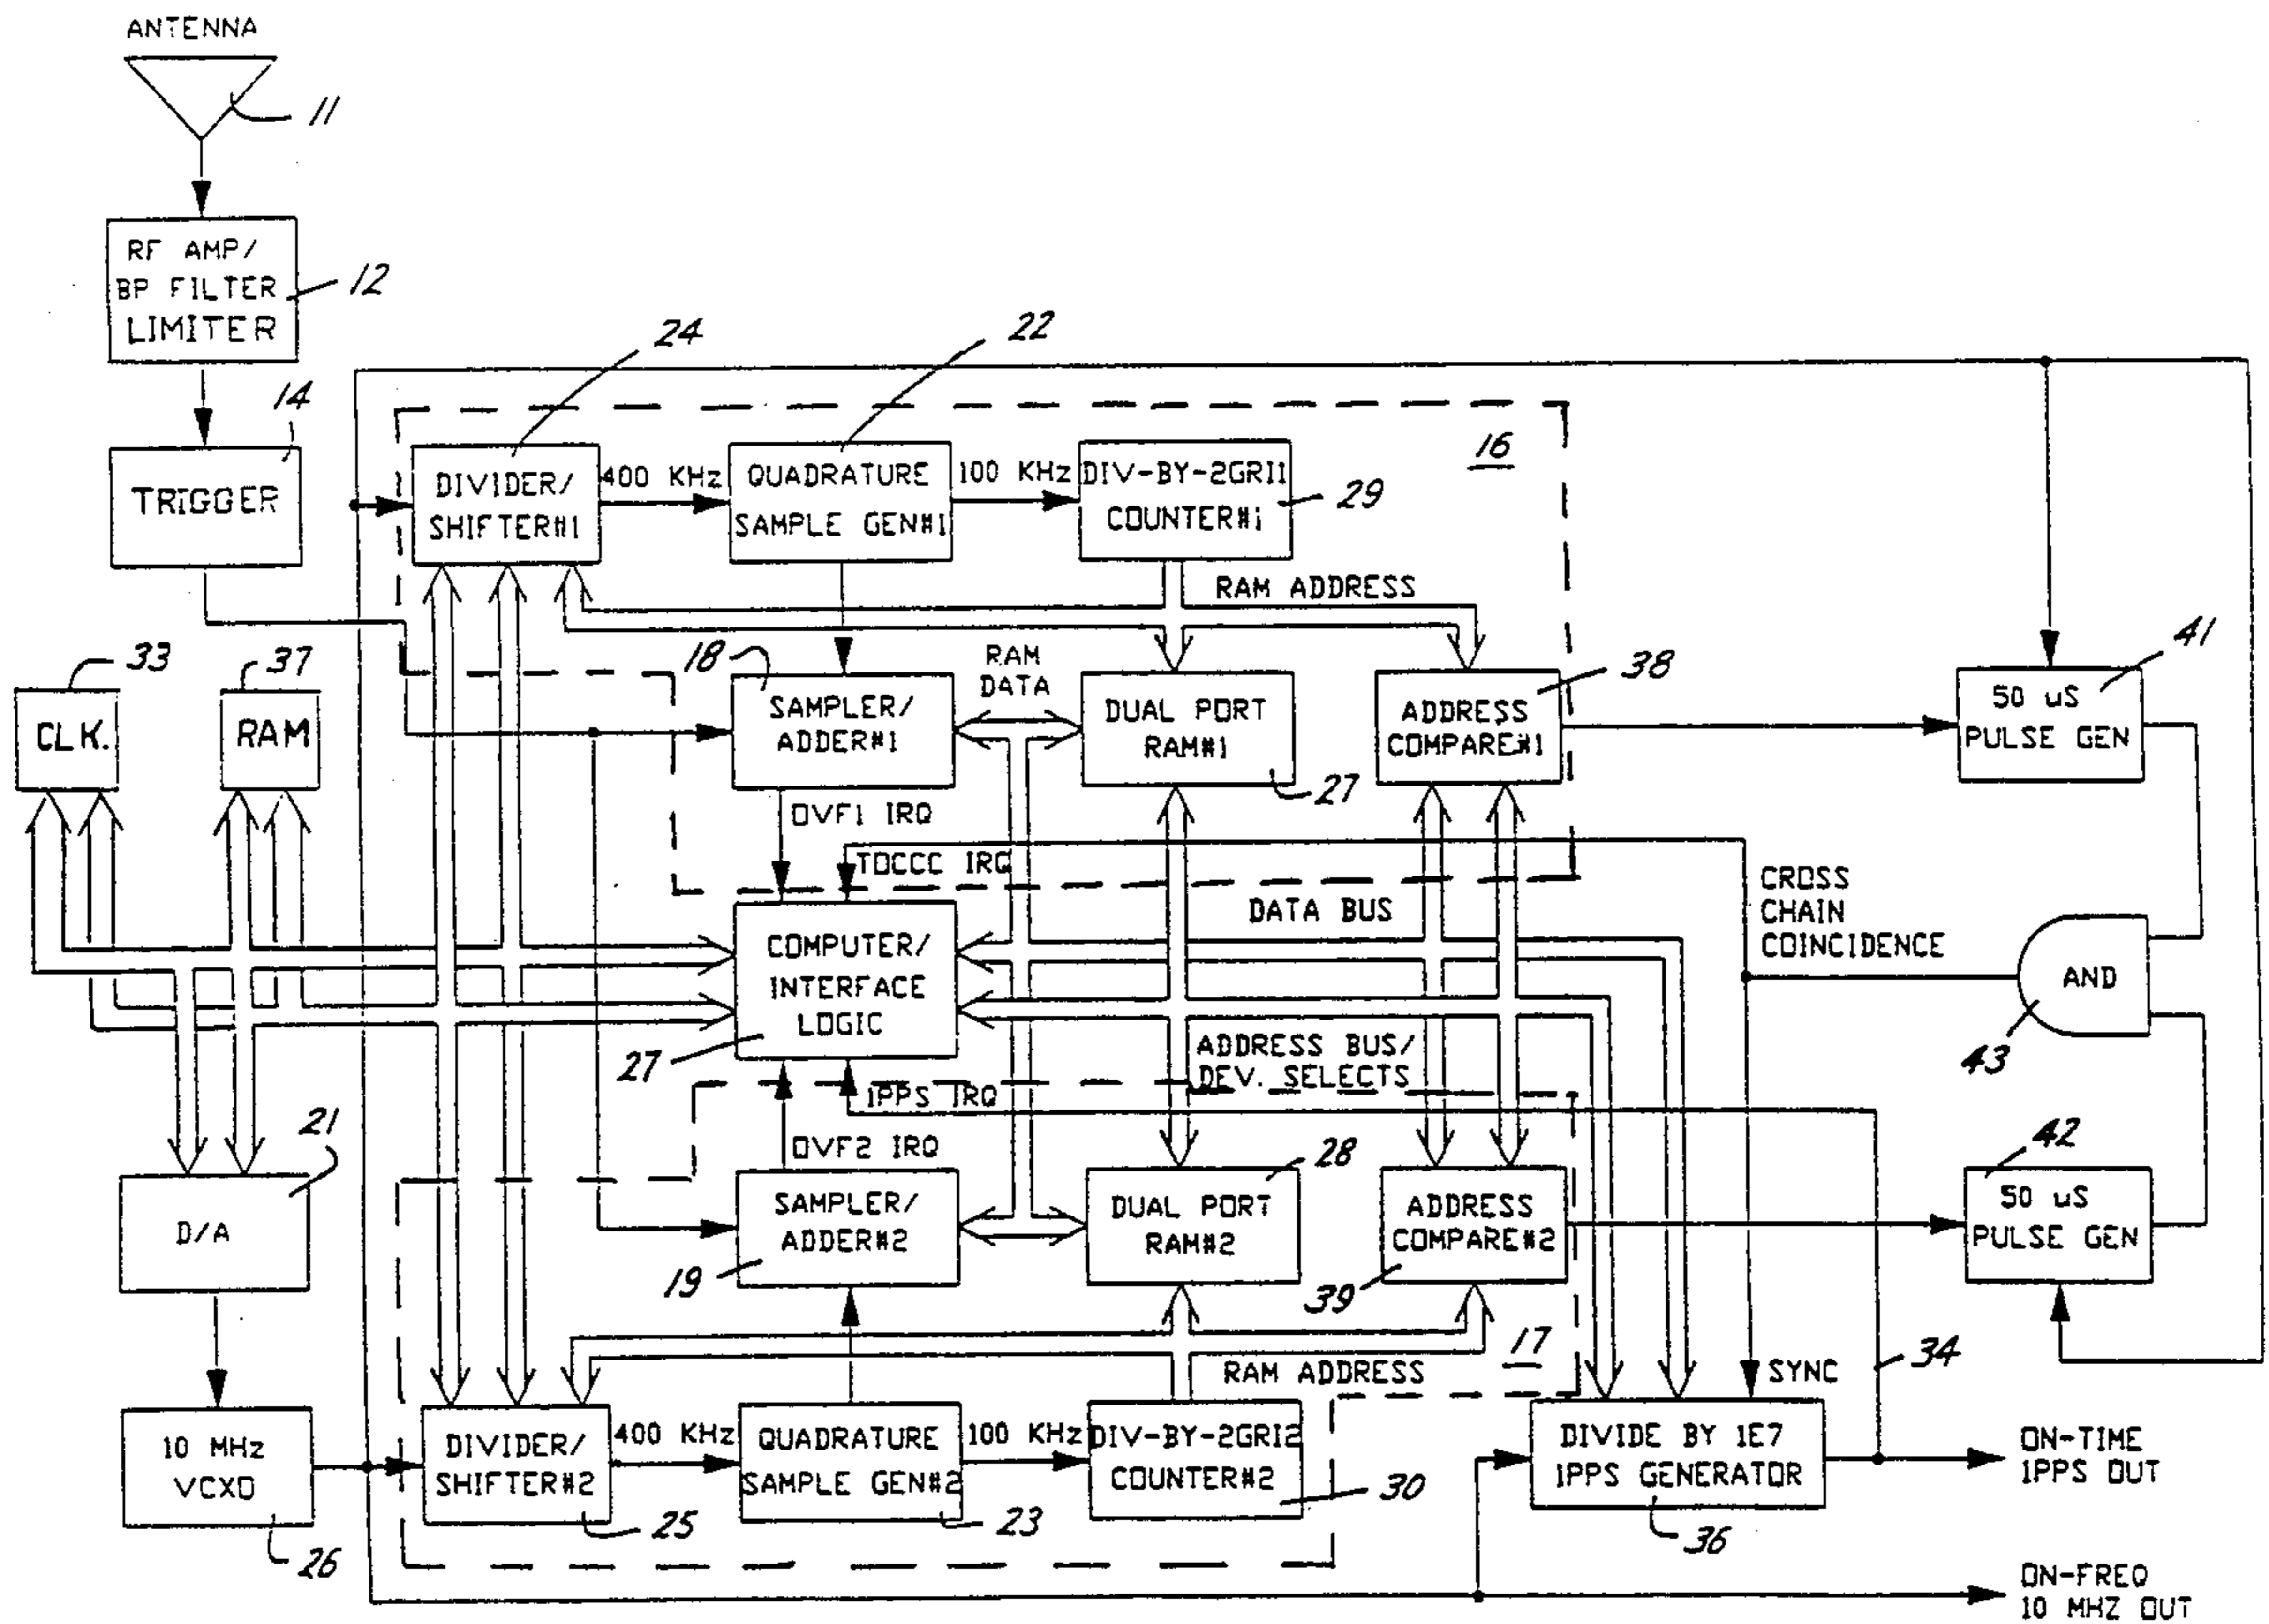 ANTENNA
11
RF AMP/
BP FILTER
LIMITER
12
14
TRIGGER
24
22
16
DIVIDER/
SHIFTER#1
400 KHz
QUADRATURE
SAMPLE GEN#1
100 KHz
DIV-BY-2GRI1
COUNTER#1
29
RAM ADDRESS
33
CLK.
37
RAM
18
SAMPLER/
ADDER#1
RAM
DATA
DUAL PORT
RAM#1
27
ADDRESS
COMPARE#1
38
50 uS
PULSE GEN
41
OVF1 IRQ
TOCCC IRQ
DATA BUS
CROSS
CHAIN
COINCIDENCE
COMPUTER/
INTERFACE
LOGIC
27
AND
43
ADDRESS BUS/
DEV. SELECTS
1PPS IRQ
OVF2 IRQ
21
D/A
SAMPLER/
ADDER#2
19
DUAL PORT
RAM#2
28
ADDRESS
COMPARE#2
39
42
50 uS
PULSE GEN
RAM ADDRESS
17
SYNC
34
10 MHz
VCXO
26
DIVIDER/
SHIFTER#2
25
400 KHz
QUADRATURE
SAMPLE GEN#2
23
100 KHz
DIV-BY-2GRI2
COUNTER#2
30
DIVIDE BY 1E7
1PPS GENERATOR
36
ON-TIME
1PPS OUT
ON-FREQ
10 MHZ OUT